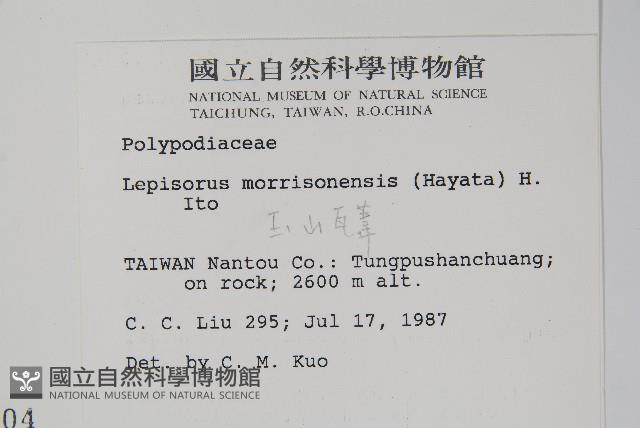 國立自然科學博物館
NATIONAL MUSEUM OF NATURAL SCIENCE
TAICHUNG, TAIWAN, R.O.CHINA
Polypodiaceae
Lepisorus morrisonensis (Hayata) H.
Ito
玉山瓦葦
TAIWAN Nantou Co.: Tungpushanchuang;
on rock; 2600 m alt.
C. C. Liu 295; Jul 17, 1987
Det. by C. M. Kuo
國立自然科學博物館
NATIONAL MUSEUM OF NATURAL SCIENCE
04